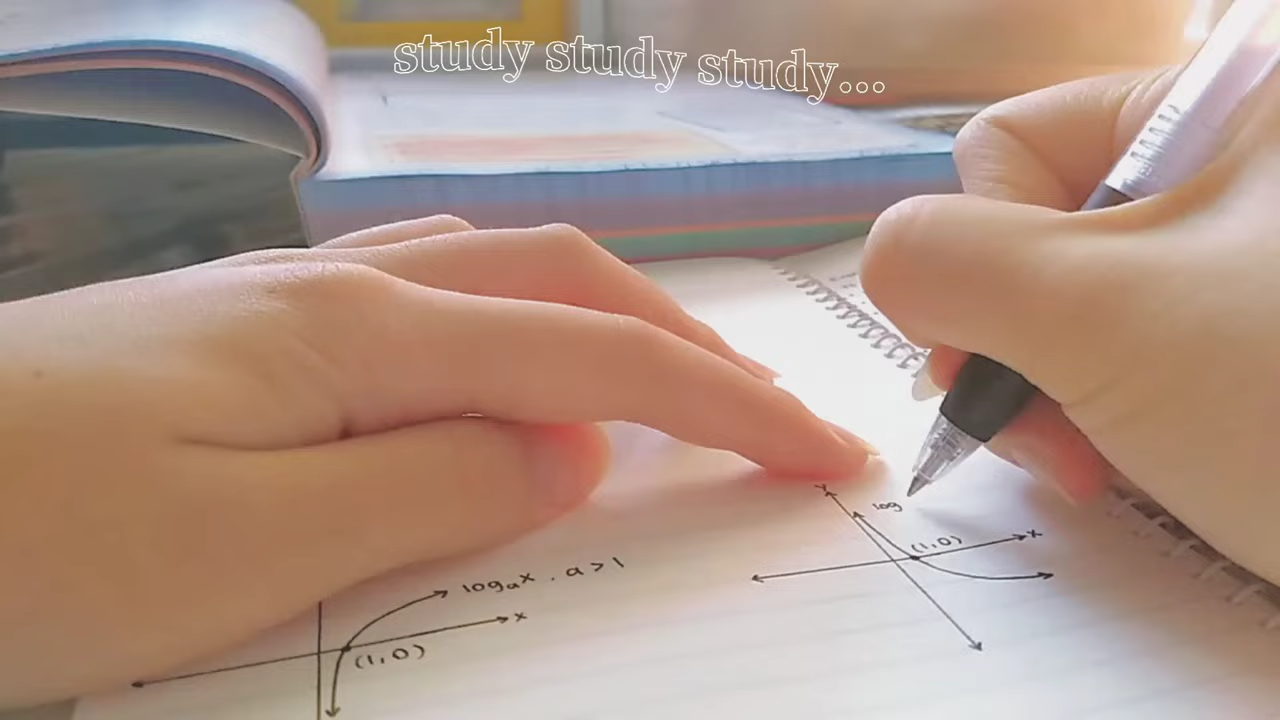 study study study...
y
log
(1,0)
x
logₐx, a>1
x
(1,0)